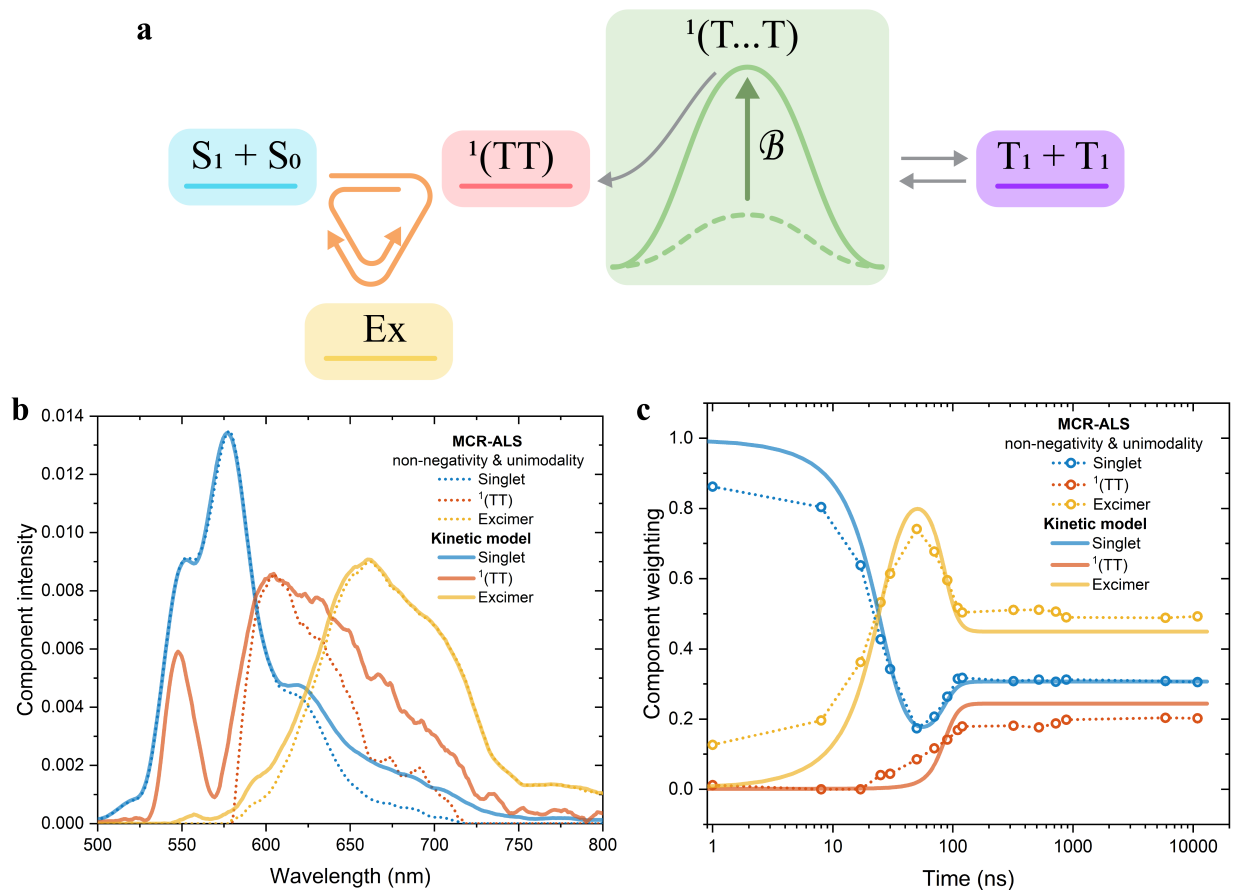 a
¹(T...T)
S₁ + S₀
¹(TT)
ℬ
T₁ + T₁
Ex
b
0.014
0.012
0.010
0.008
0.006
0.004
0.002
0.000
Component intensity
MCR-ALS
non-negativity & unimodality
Singlet
¹(TT)
Excimer
Kinetic model
Singlet
¹(TT)
Excimer
500 550 600 650 700 750 800
Wavelength (nm)
c
1.0
0.8
0.6
0.4
0.2
0.0
Component weighting
MCR-ALS
non-negativity & unimodality
Singlet
¹(TT)
Excimer
Kinetic model
Singlet
¹(TT)
Excimer
1 10 100 1000 10000
Time (ns)